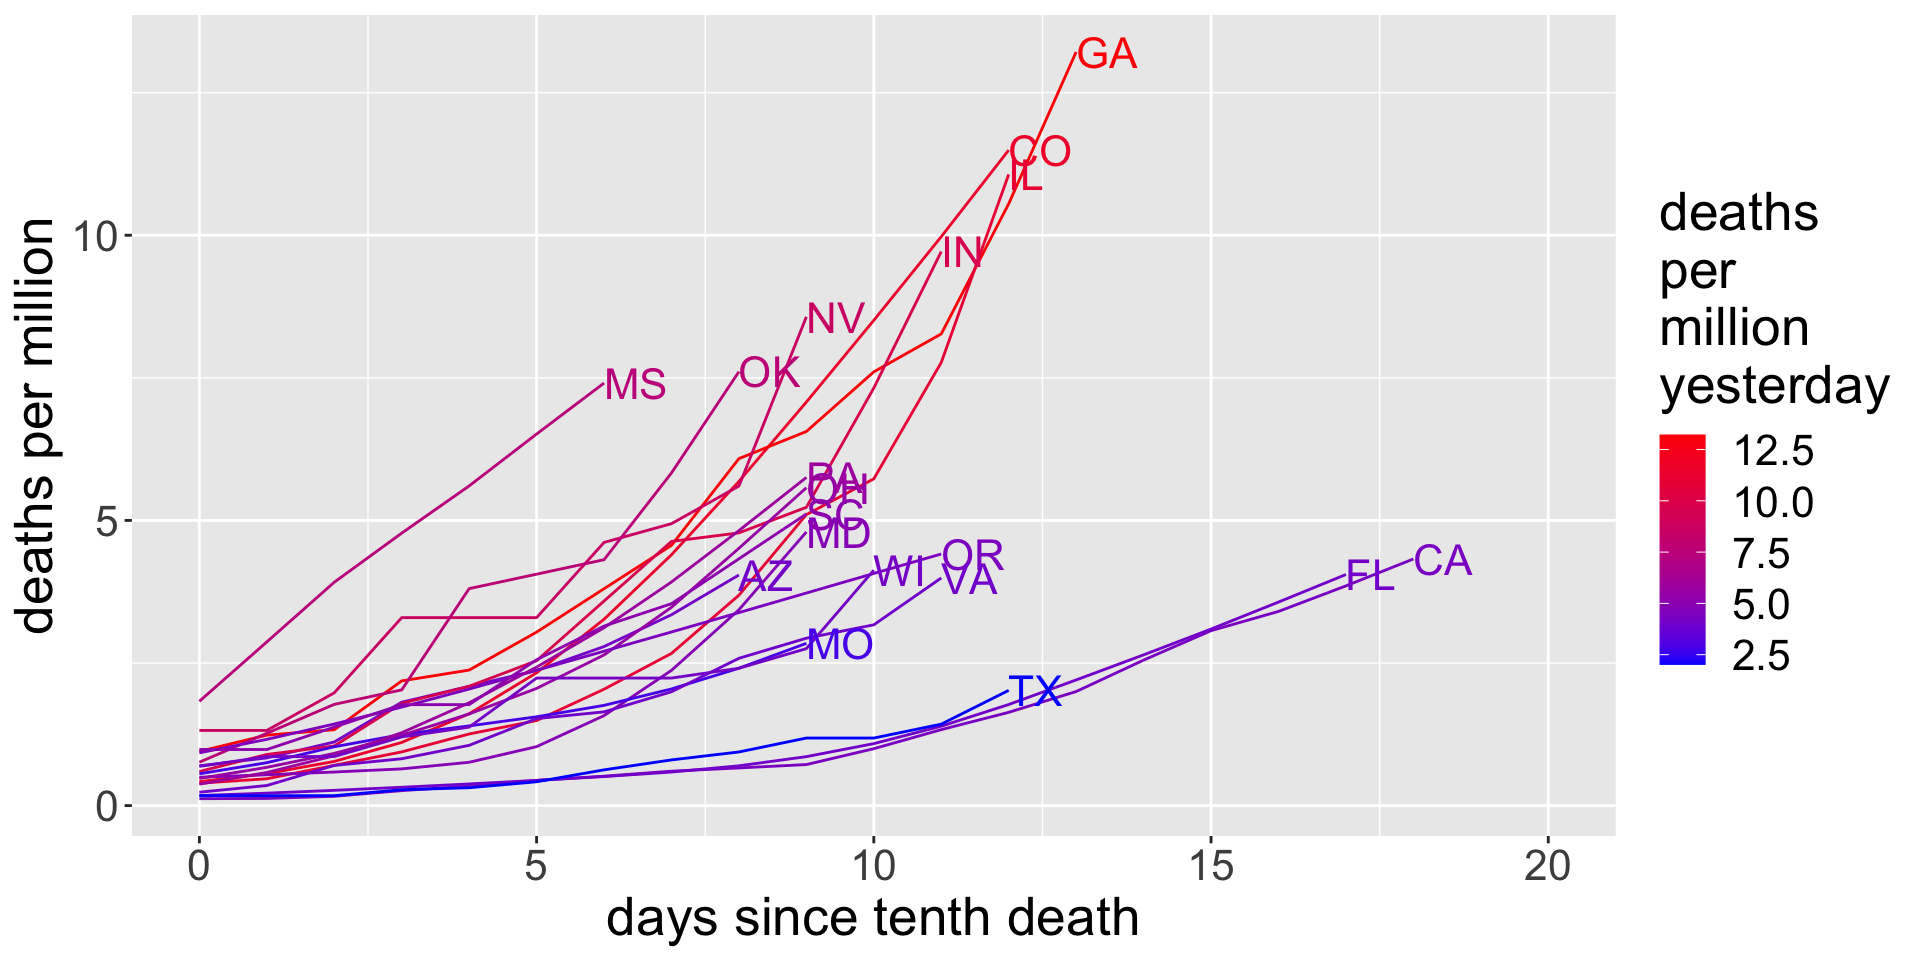 deaths per million
10
5
0
GA
CO
IL
IN
NV
OK
MS
PA
OH
SC
MD
OR
WI
VA
AZ
FL
CA
MO
TX
0
5
10
15
20
days since tenth death
deaths
per
million
yesterday
12.5
10.0
7.5
5.0
2.5